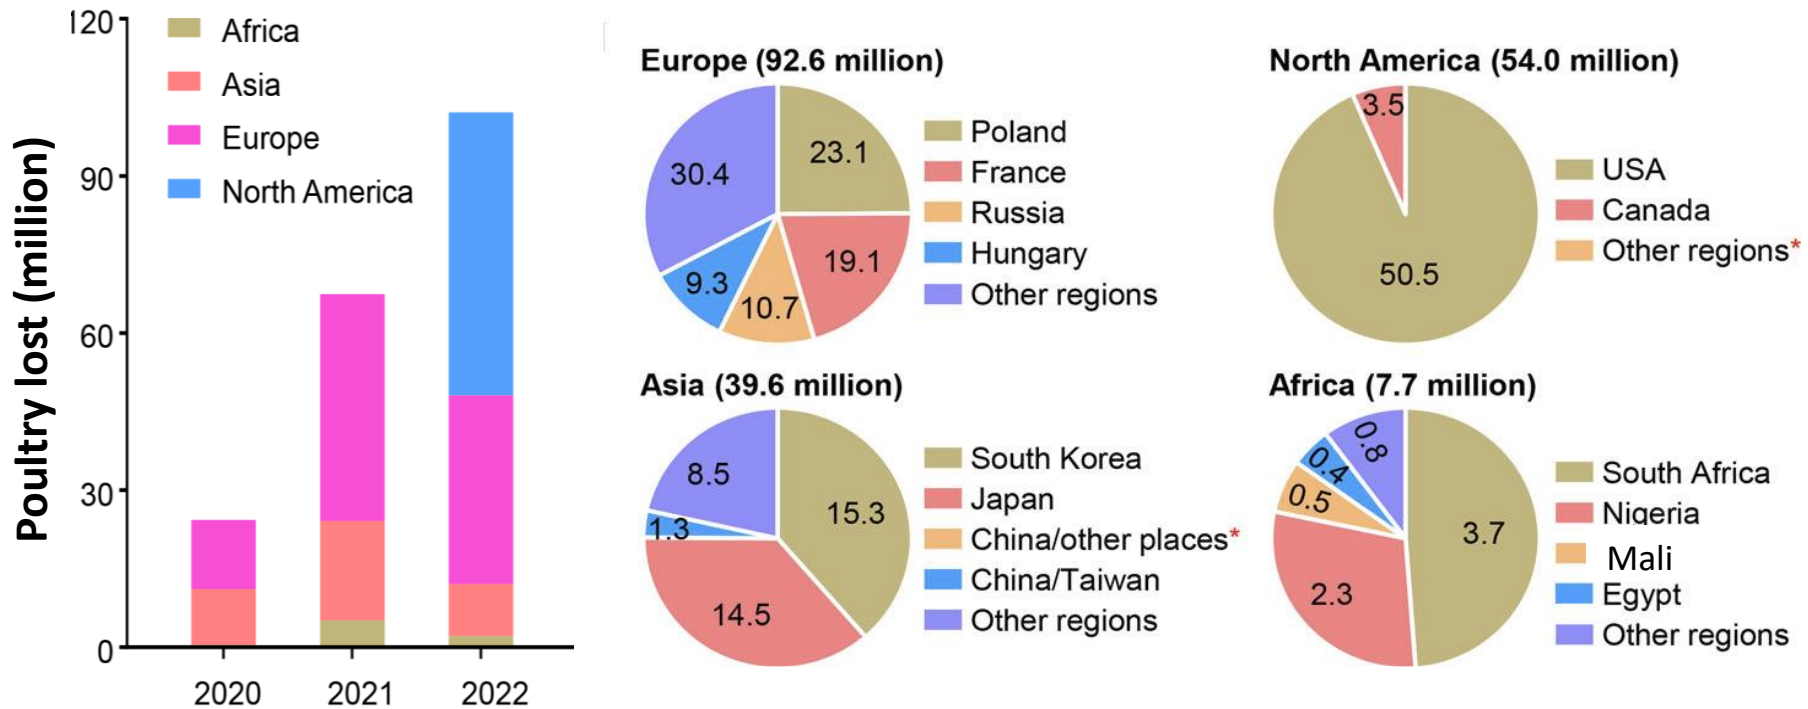 120
90
60
30
0
Poultry lost (million)
Africa
Asia
Europe
North America
2020
2021
2022
Europe (92.6 million)
23.1
19.1
10.7
9.3
30.4
Poland
France
Russia
Hungary
Other regions
North America (54.0 million)
3.5
50.5
USA
Canada
Other regions*
Asia (39.6 million)
15.3
14.5
1.3
8.5
South Korea
Japan
China/other places*
China/Taiwan
Other regions
Africa (7.7 million)
3.7
2.3
0.5
0.4
0.8
South Africa
Nigeria
Mali
Egypt
Other regions